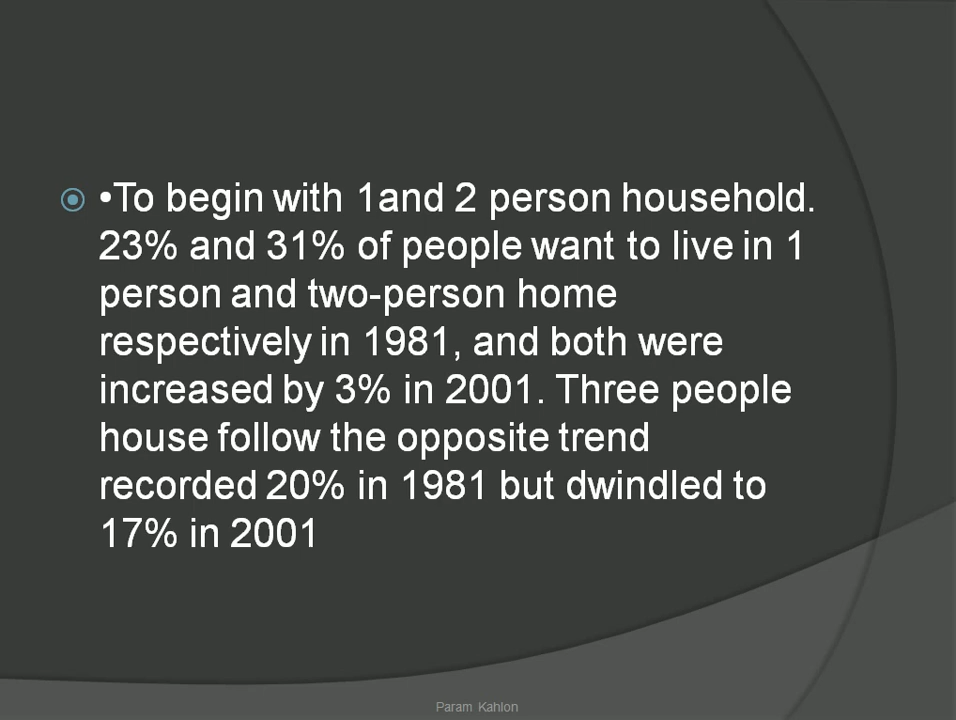 •To begin with 1and 2 person household.
23% and 31% of people want to live in 1
person and two-person home
respectively in 1981, and both were
increased by 3% in 2001. Three people
house follow the opposite trend
recorded 20% in 1981 but dwindled to
17% in 2001
Param Kahlon